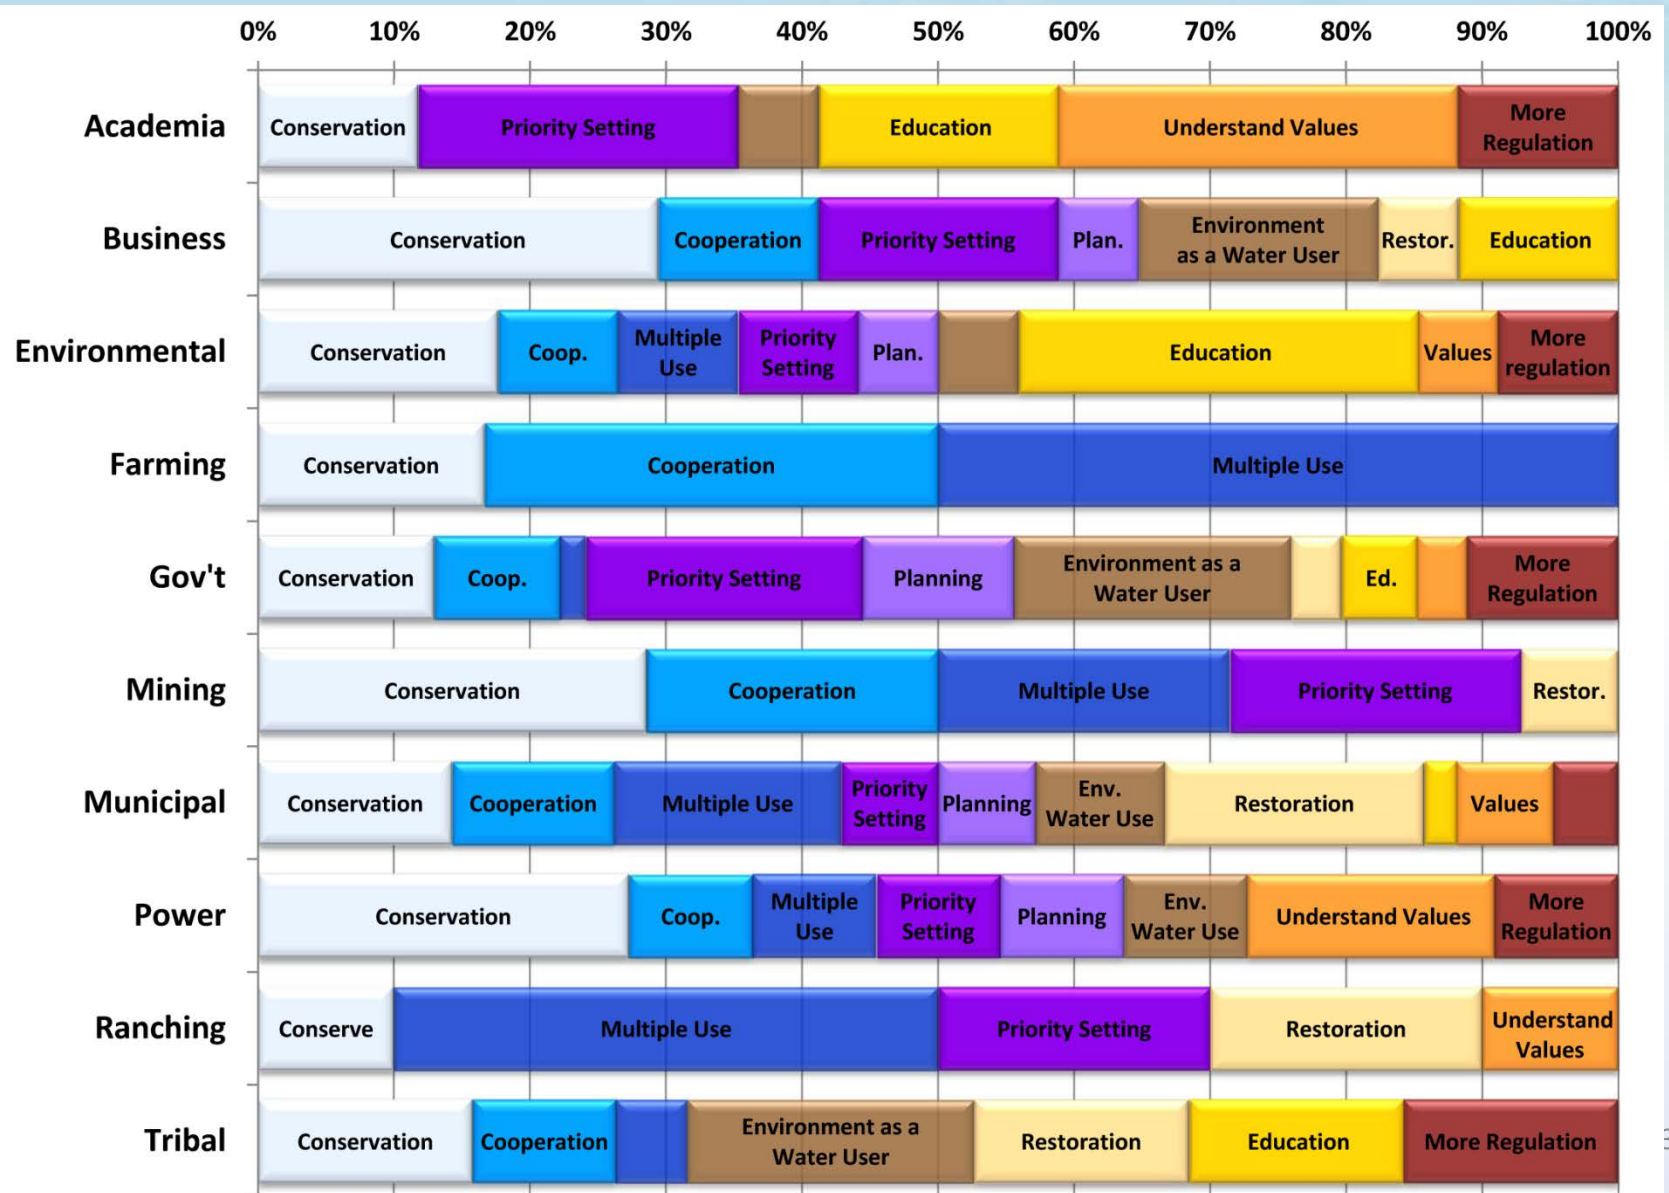 0% 10% 20% 30% 40% 50% 60% 70% 80% 90% 100%
Academia
Conservation
Priority Setting
Education
Understand Values
More
Regulation
Business
Conservation
Cooperation
Priority Setting
Plan.
Environment
as a Water User
Restor.
Education
Environmental
Conservation
Coop.
Multiple
Use
Priority
Setting
Plan.
Education
Values
More
regulation
Farming
Conservation
Cooperation
Multiple Use
Gov't
Conservation
Coop.
Priority Setting
Planning
Environment as a
Water User
Ed.
More
Regulation
Mining
Conservation
Cooperation
Multiple Use
Priority Setting
Restor.
Municipal
Conservation
Cooperation
Multiple Use
Priority
Setting
Planning
Env.
Water Use
Restoration
Values
Power
Conservation
Coop.
Multiple
Use
Priority
Setting
Planning
Env.
Water Use
Understand Values
More
Regulation
Ranching
Conserve
Multiple Use
Priority Setting
Restoration
Understand
Values
Tribal
Conservation
Cooperation
Environment as a
Water User
Restoration
Education
More Regulation